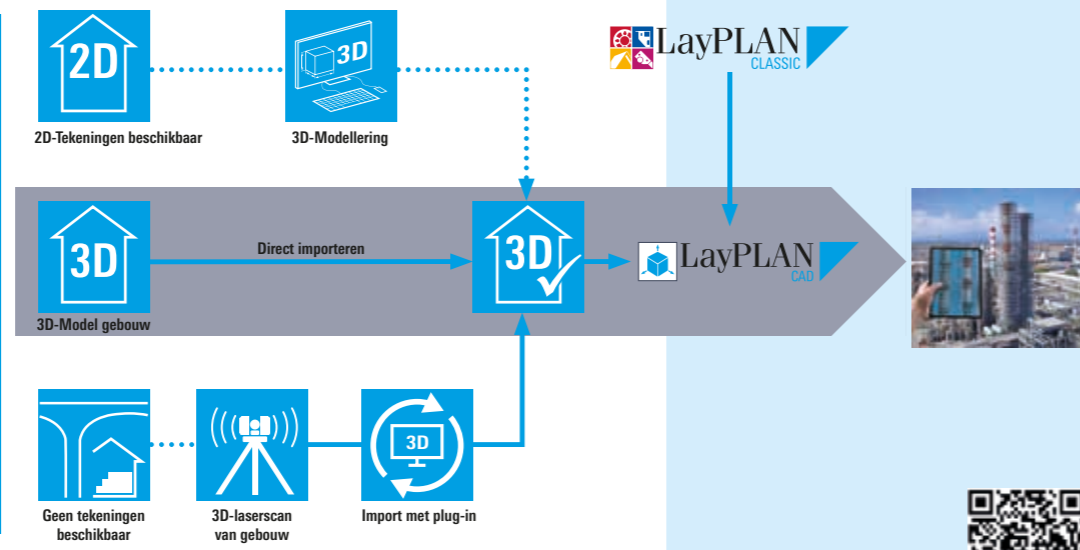 2D
3D
LayPLAN
CLASSIC
2D-Tekeningen beschikbaar
3D-Modellering
3D
Direct importeren
3D
LayPLAN
CAD
3D-Model gebouw
3D
Geen tekeningen
beschikbaar
3D-laserscan
van gebouw
Import met plug-in